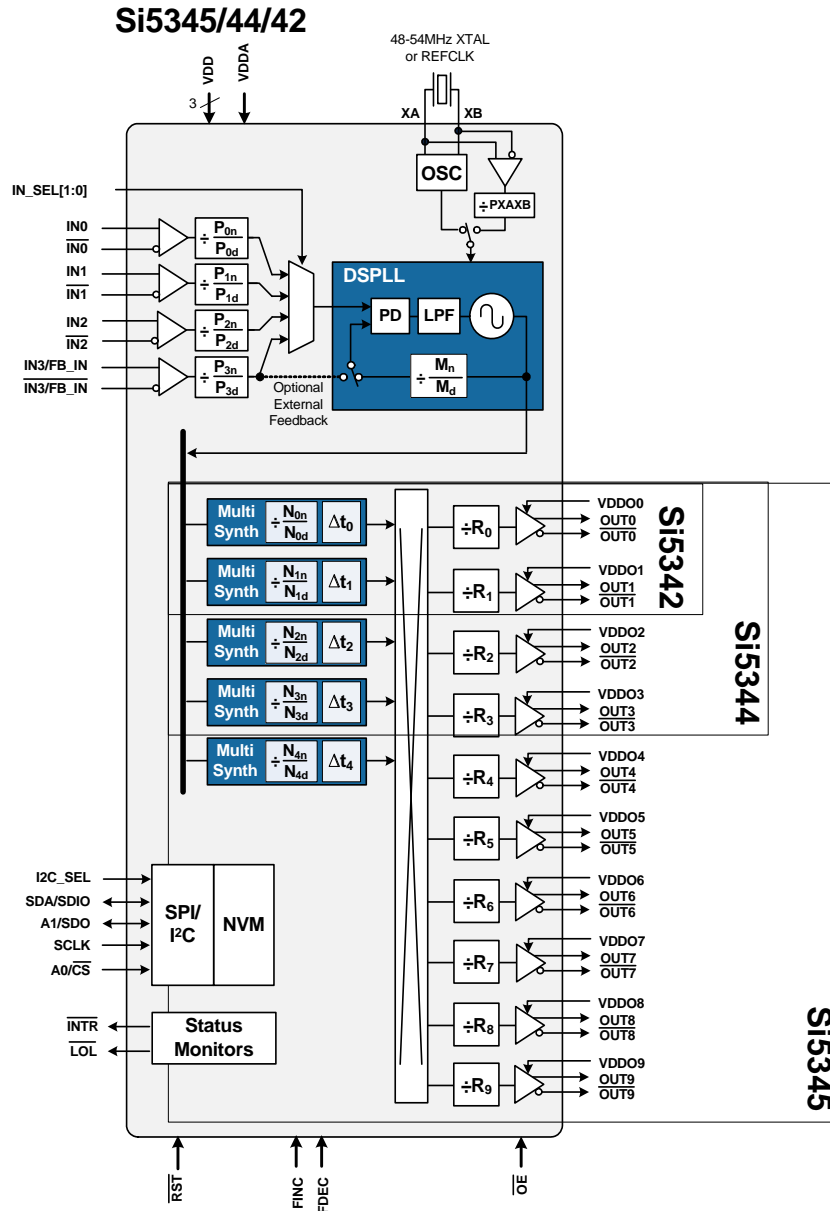 Si5345/44/42
48-54MHz XTAL
or REFCLK
VDD
VDDA
3
XA
XB
OSC
÷PXAXB
IN_SEL[1:0]
IN0
IN0
÷ P0n
P0d
IN1
IN1
÷ P1n
P1d
IN2
IN2
÷ P2n
P2d
IN3/FB_IN
IN3/FB_IN
÷ P3n
P3d
DSPLL
PD
LPF
÷ Mn
Md
Optional
External
Feedback
Multi
Synth
÷ N0n
N0d
Δt0
÷R0
VDDO0
OUT0
OUT0
Multi
Synth
÷ N1n
N1d
Δt1
÷R1
VDDO1
OUT1
OUT1
Si5342
Multi
Synth
÷ N2n
N2d
Δt2
÷R2
VDDO2
OUT2
OUT2
Multi
Synth
÷ N3n
N3d
Δt3
÷R3
VDDO3
OUT3
OUT3
Si5344
Multi
Synth
÷ N4n
N4d
Δt4
÷R4
VDDO4
OUT4
OUT4
÷R5
VDDO5
OUT5
OUT5
÷R6
VDDO6
OUT6
OUT6
÷R7
VDDO7
OUT7
OUT7
÷R8
VDDO8
OUT8
OUT8
÷R9
VDDO9
OUT9
OUT9
Si5345
I2C_SEL
SDA/SDIO
A1/SDO
SCLK
A0/CS
SPI/
I²C
NVM
INTR
LOL
Status
Monitors
RST
FINC
FDEC
OE